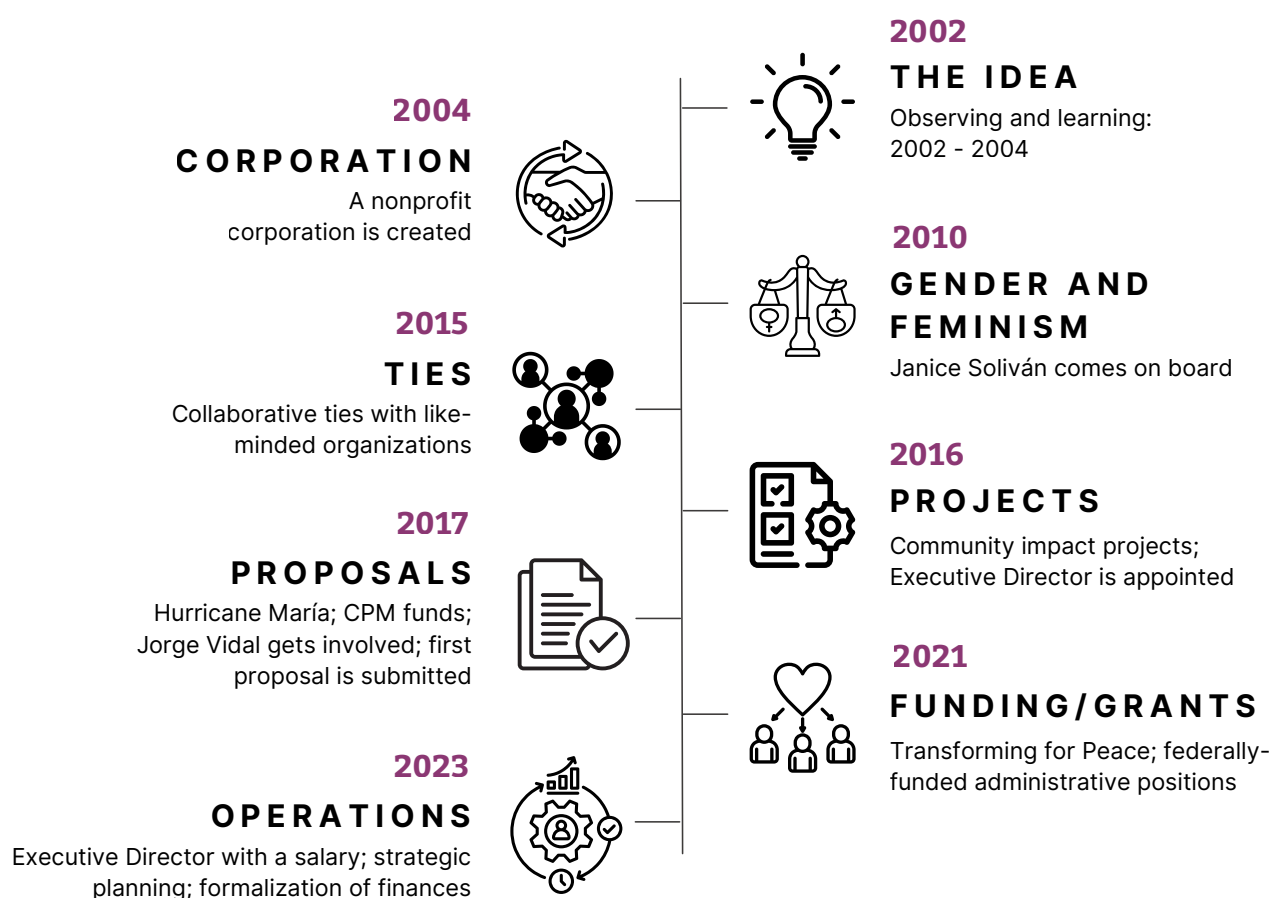 2002
THE IDEA
Observing and learning:
2002 - 2004
2004
CORPORATION
A nonprofit
corporation is created
2010
GENDER AND
FEMINISM
Janice Soliván comes on board
2015
TIES
Collaborative ties with like-
minded organizations
2016
PROJECTS
Community impact projects;
Executive Director is appointed
2017
PROPOSALS
Hurricane María; CPM funds;
Jorge Vidal gets involved; first
proposal is submitted
2021
FUNDING/GRANTS
Transforming for Peace; federally-
funded administrative positions
2023
OPERATIONS
Executive Director with a salary; strategic
planning; formalization of finances